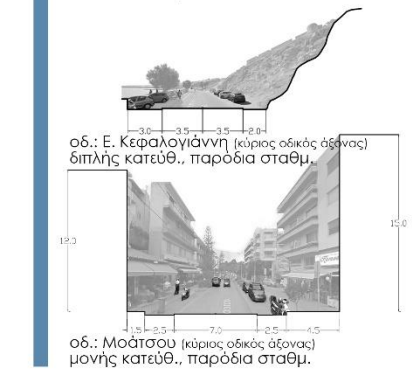 3.0 3.5 3.5 2.0
οδ.: Ε. Κεφαλογιάννη (κύριος οδικός άξονας)
διπλής κατεύθ., παρόδια σταθμ.
12.0
15.0
1.5 2.5 7.0 2.5 4.5
οδ.: Μοάτσου (κύριος οδικός άξονας)
μονής κατεύθ., παρόδια σταθμ.